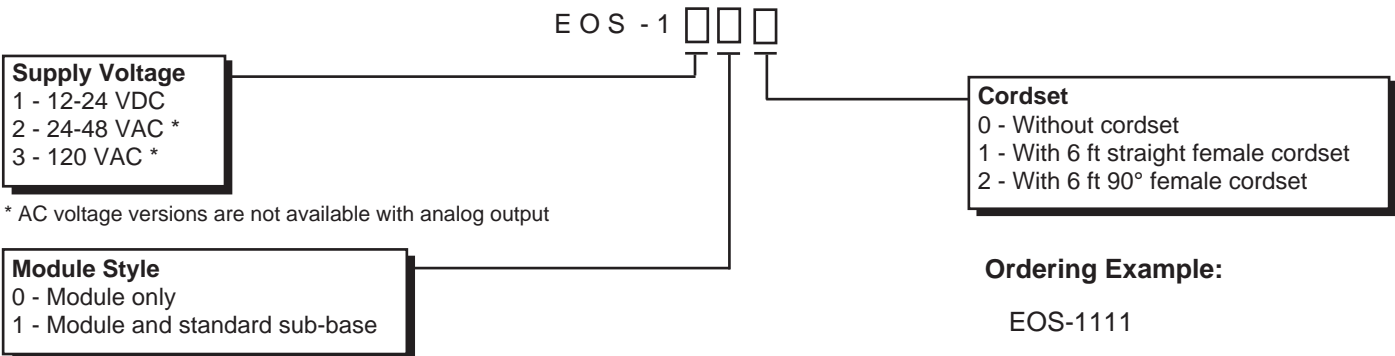 EOS-1
Supply Voltage
1 - 12-24 VDC
2 - 24-48 VAC *
3 - 120 VAC *
* AC voltage versions are not available with analog output
Module Style
0 - Module only
1 - Module and standard sub-base
Cordset
0 - Without cordset
1 - With 6 ft straight female cordset
2 - With 6 ft 90° female cordset
Ordering Example:
EOS-1111